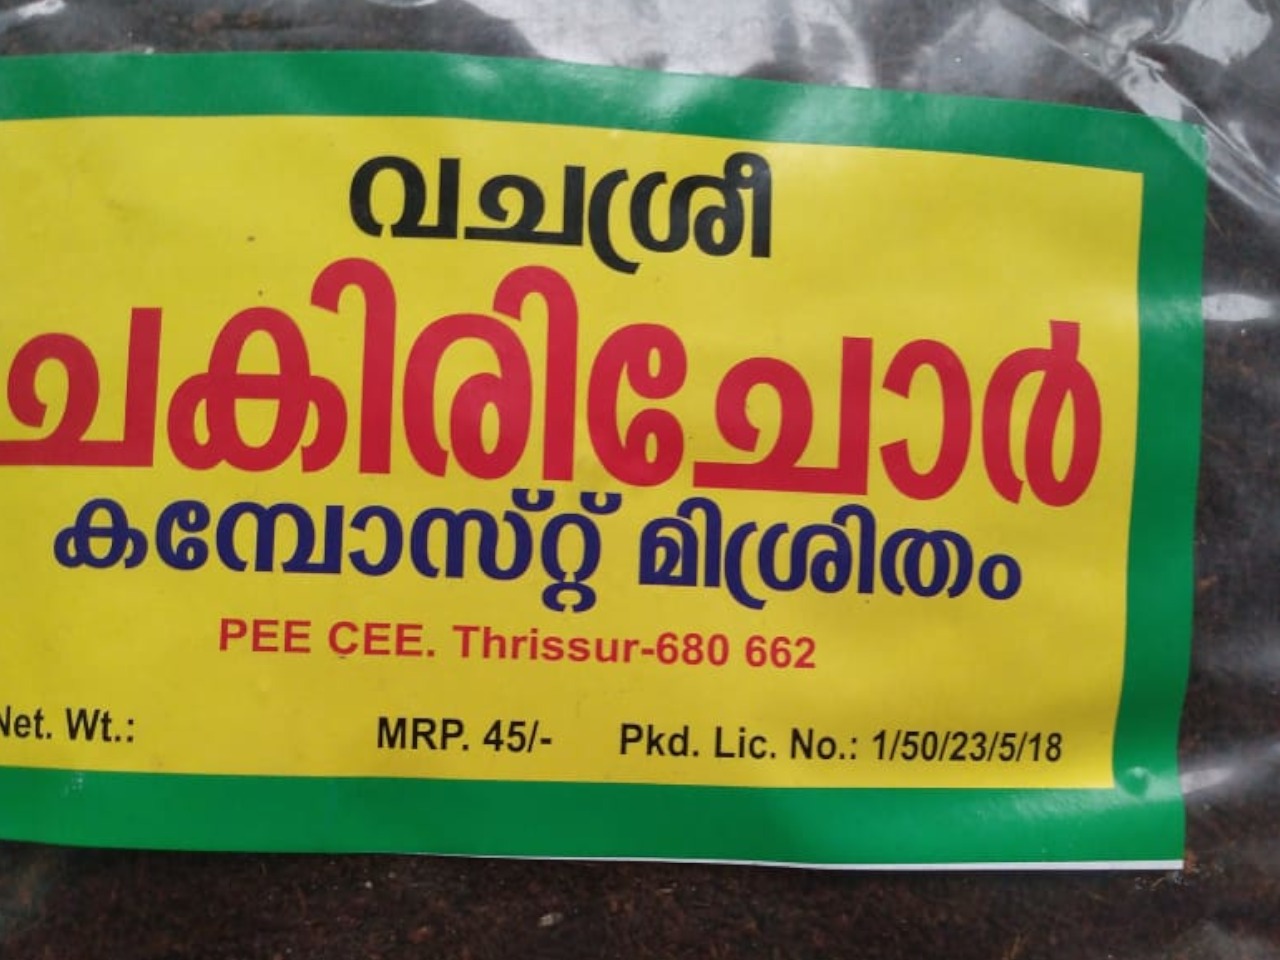 വചശ്രീ
ചകിരിച്ചോർ
കമ്പോസ്റ്റ് മിശ്രിതം
PEE CEE. Thrissur-680 662
Net. Wt.: MRP. 45/- Pkd. Lic. No.: 1/50/23/5/18